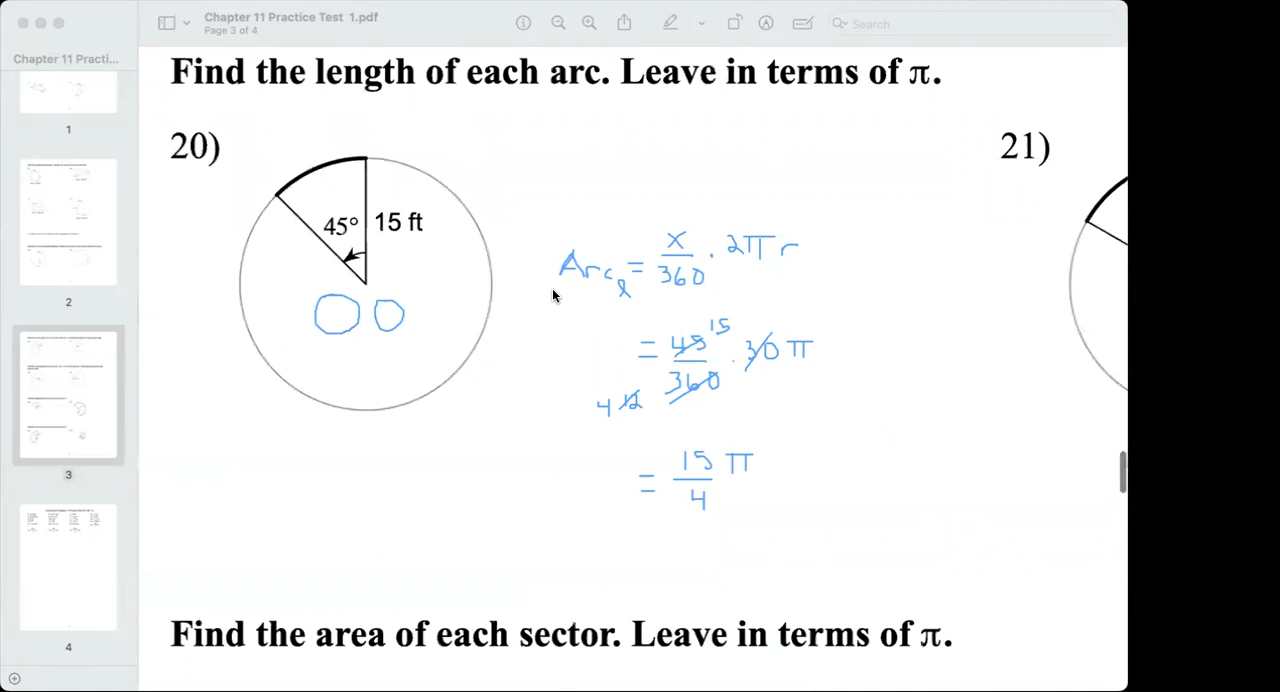 Chapter 11 Practice Test 1.pdf
Page 3 of 4
Search
Chapter 11 Practi...
1
2
3
4
Find the length of each arc. Leave in terms of π.
20)
45° 15 ft
Arc l = x/360 · 2πr
= 45/360 · 30π
15
4 12
= 15/4 π
21)
Find the area of each sector. Leave in terms of π.